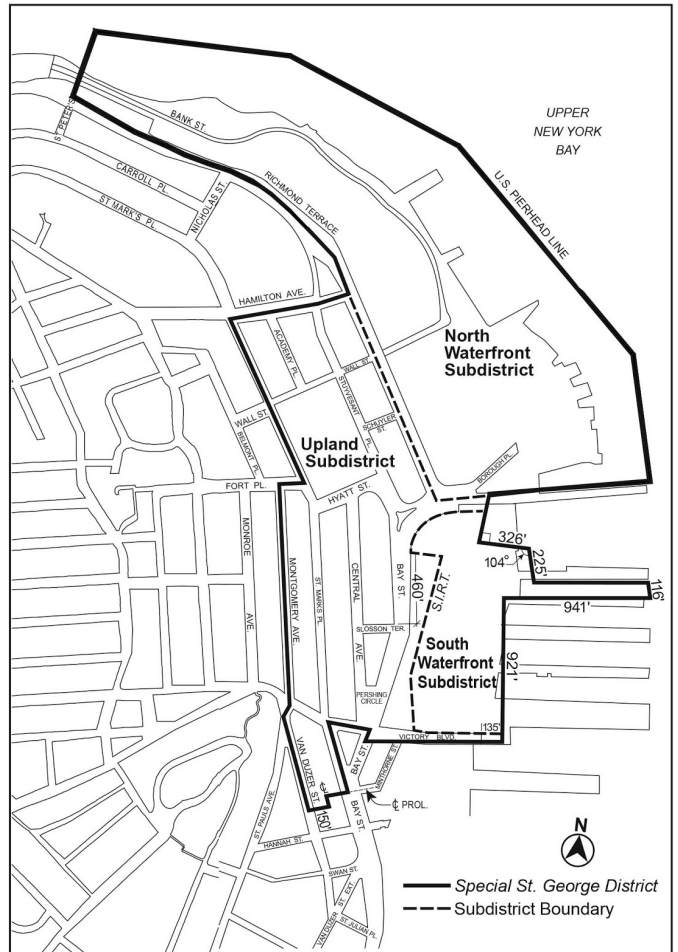 UPPER
NEW YORK
BAY
ST PETER'S
BANK ST.
U.S. PIERHEAD LINE
CARROLL PL.
NICHOLAS ST.
RICHMOND TERRACE
ST MARK'S PL.
HAMILTON AVE.
ACADEMY PL.
North
Waterfront
Subdistrict
WALL ST.
STUYVESANT
PL.
SCHUYLER
ST.
WALL ST.
BELMONT PL.
Upland
Subdistrict
BOROUGH PL.
FORT PL.
HYATT ST.
326'
104°
225'
116'
941'
MONROE
AVE.
MONTGOMERY AVE.
ST. MARKS PL.
CENTRAL
AVE.
BAY ST.
460'
S.I.R.T.
SLOSSON TER.
South
Waterfront
Subdistrict
921'
PERSHING
CIRCLE
135'
VICTORY BLVD.
VAN DUZER ST.
BAY ST.
MINTHORNE ST.
ST. PAULS AVE.
150'
BAY ST.
℄ PROL.
HANNAH ST.
SWAN ST.
VAN DUZER
ST. EXT
ST. JULIAN PL.
N
Special St. George District
Subdistrict Boundary